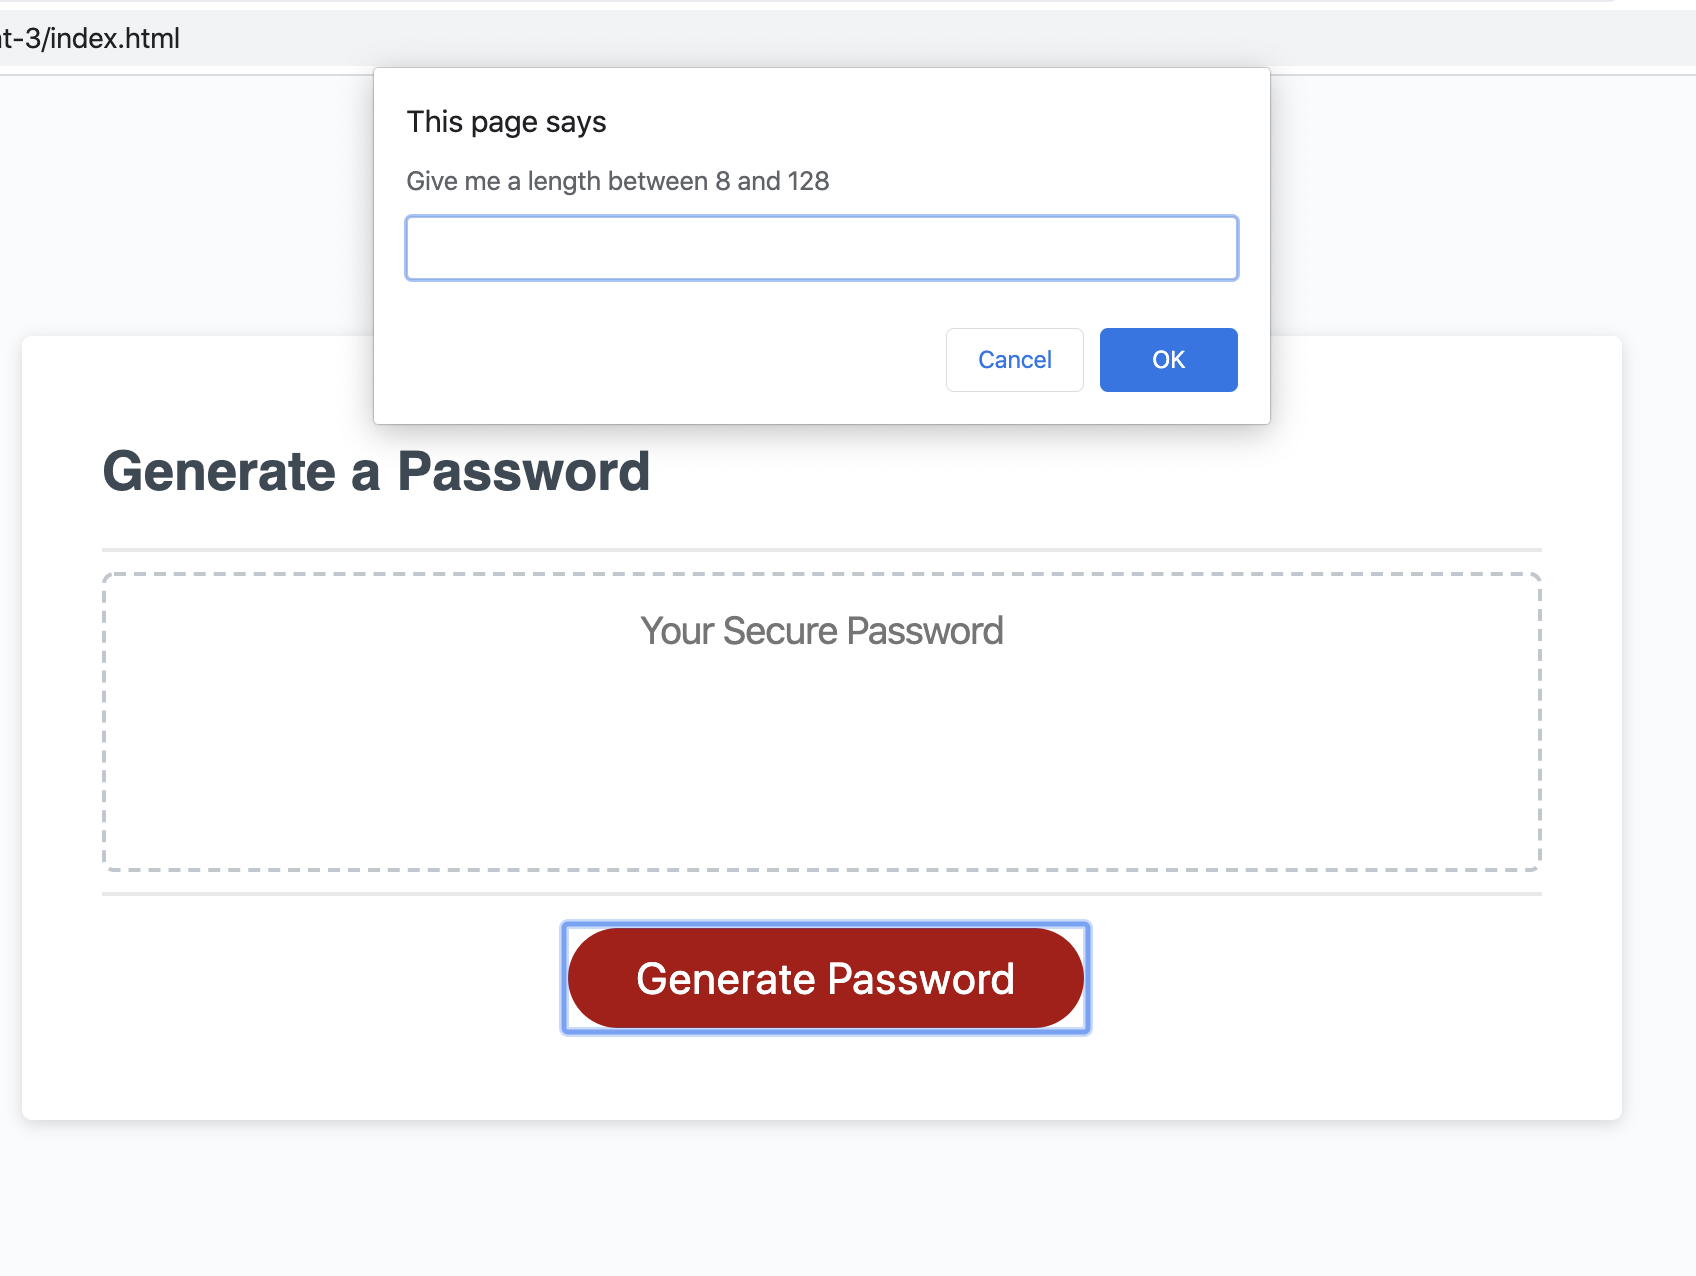 t-3/index.html
This page says
Give me a length between 8 and 128
Cancel
OK
Generate a Password
Your Secure Password
Generate Password